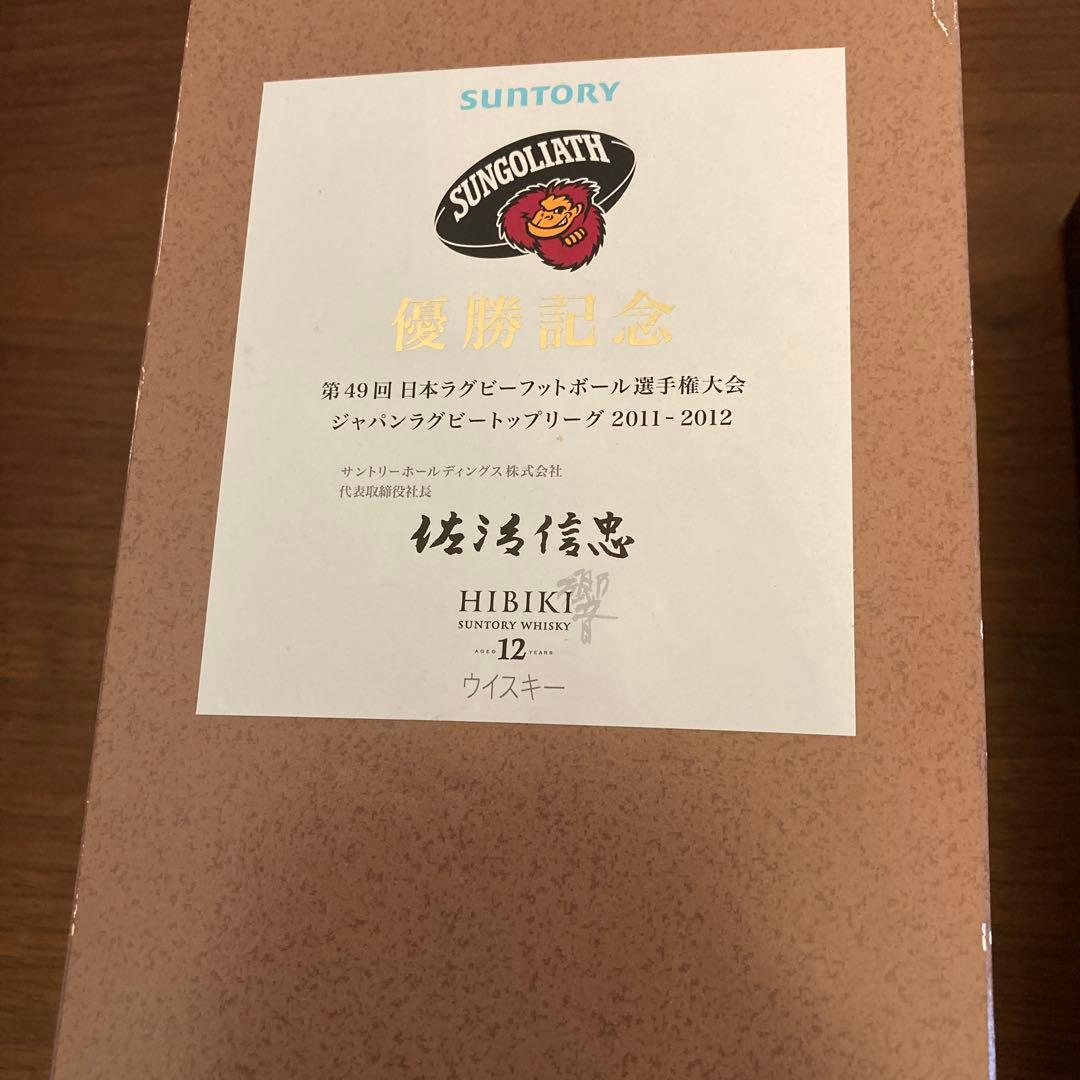 SUNTORY
SUNGOLIATH
優勝記念
第49回 日本ラグビーフットボール選手権大会
ジャパンラグビートップリーグ 2011-2012
サントリーホールディングス株式会社
代表取締役社長
佐治信忠
響
HIBIKI
SUNTORY WHISKY
AGED 12 YEARS
ウイスキー